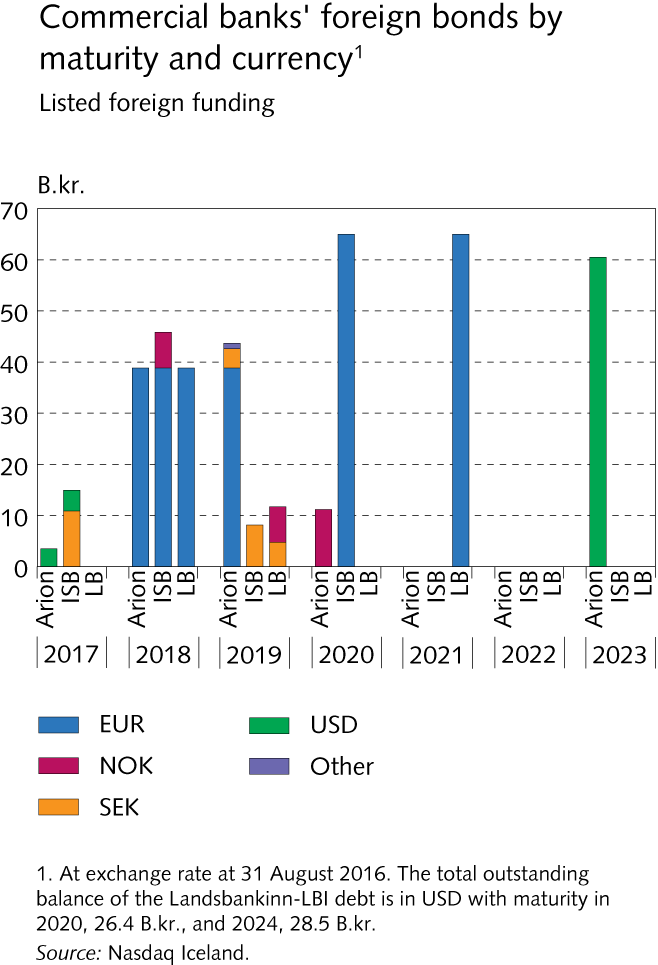 Commercial banks' foreign bonds by
maturity and currency1
Listed foreign funding
B.kr.
70
60
50
40
30
20
10
0
Arion ISB LB Arion ISB LB Arion ISB LB Arion ISB LB Arion ISB LB Arion ISB LB Arion ISB LB
2017 2018 2019 2020 2021 2022 2023
EUR USD
NOK Other
SEK
1. At exchange rate at 31 August 2016. The total outstanding
balance of the Landsbankinn-LBI debt is in USD with maturity in
2020, 26.4 B.kr., and 2024, 28.5 B.kr.
Source: Nasdaq Iceland.